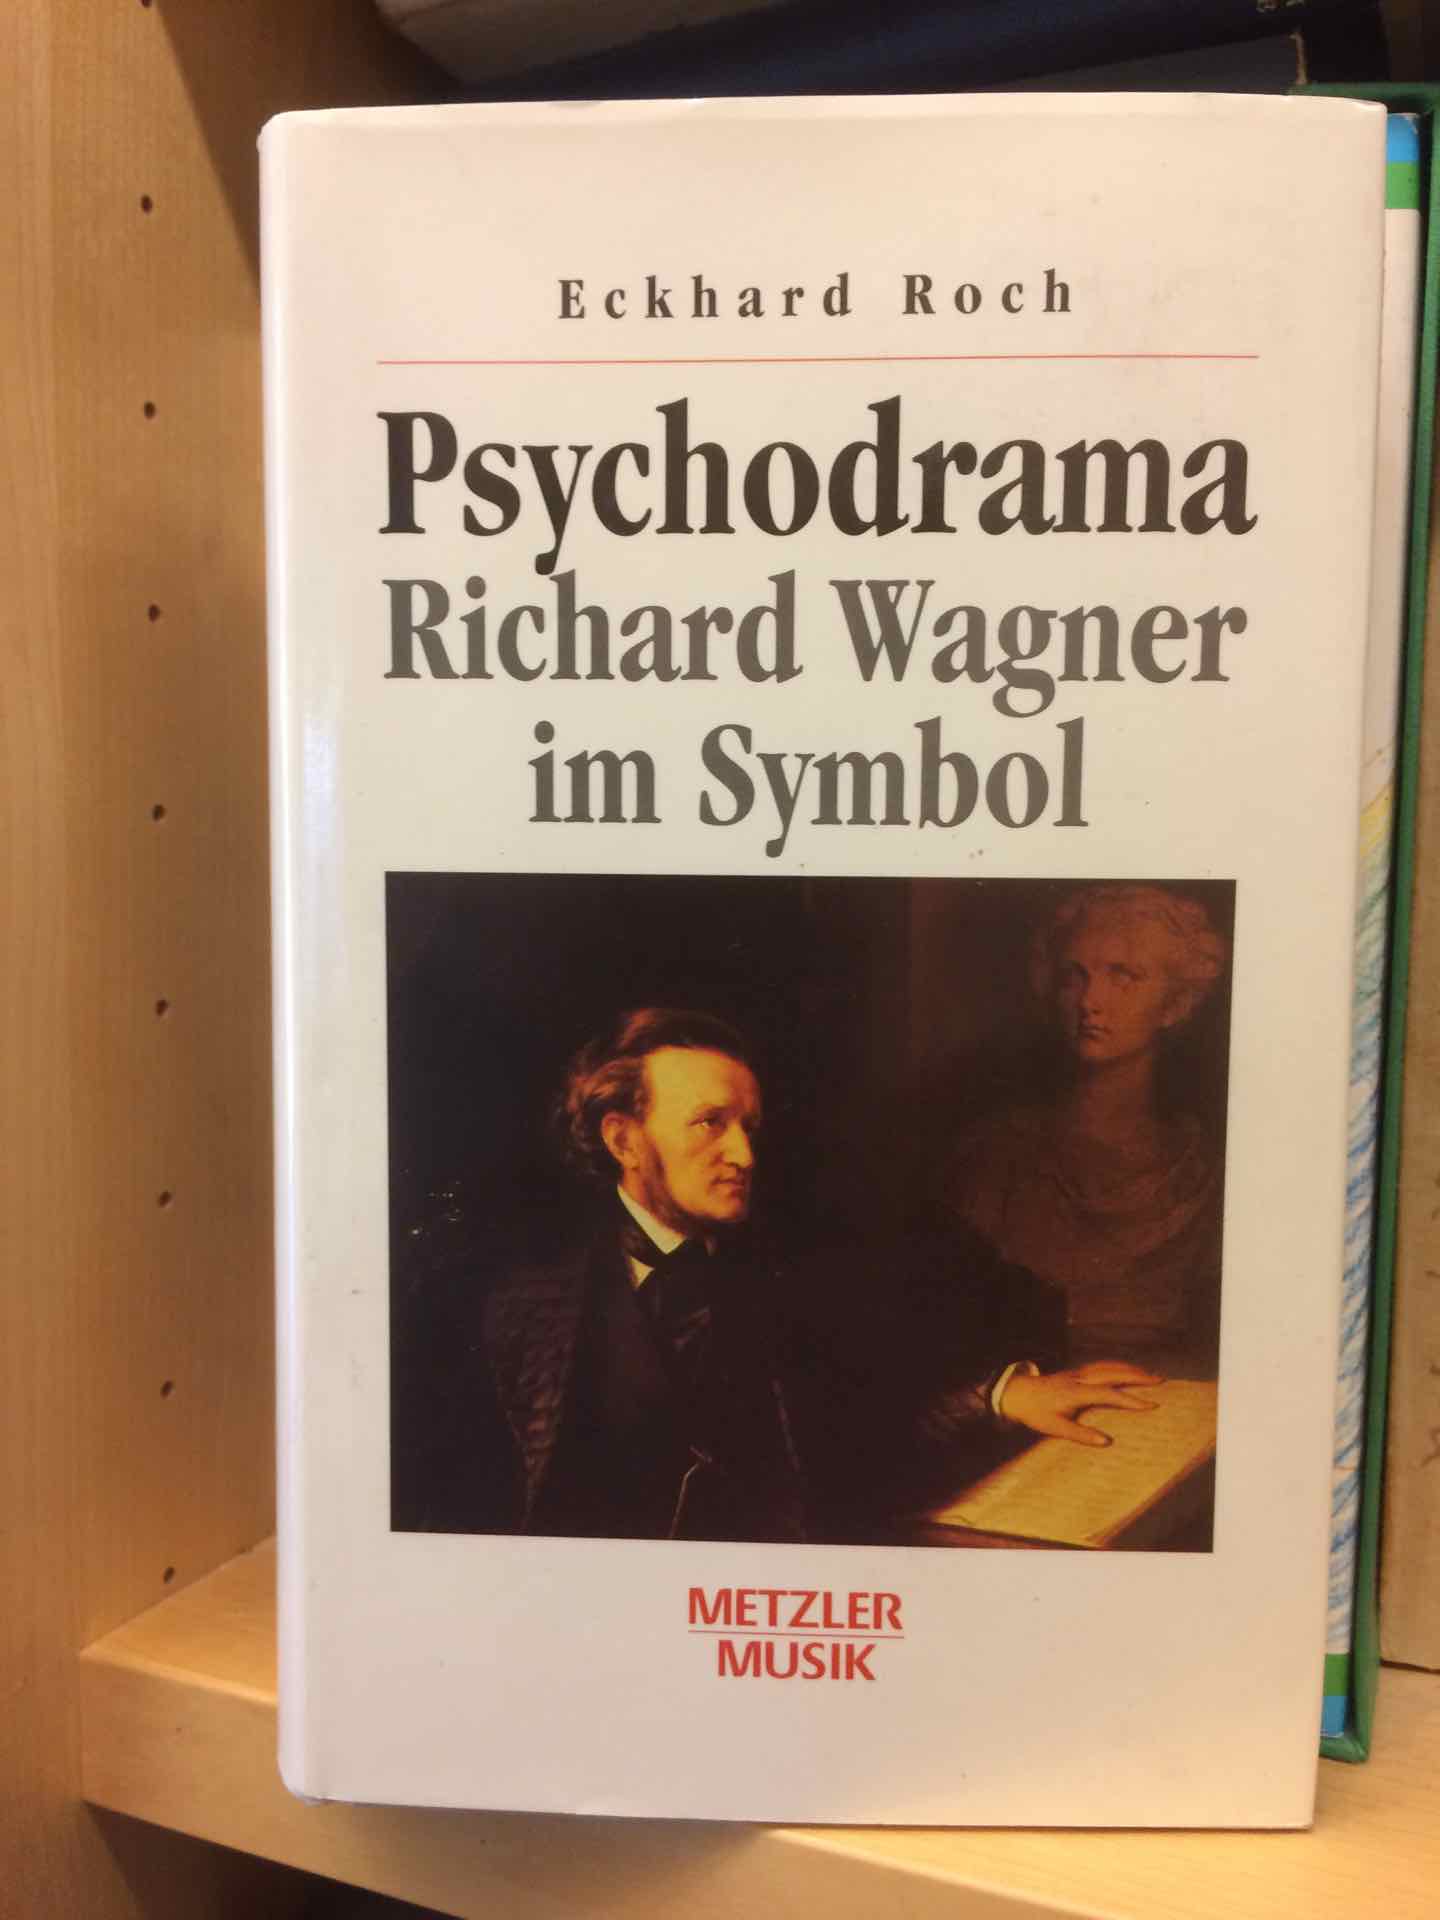 Eckhard Roch
Psychodrama
Richard Wagner
im Symbol
METZLER
MUSIK